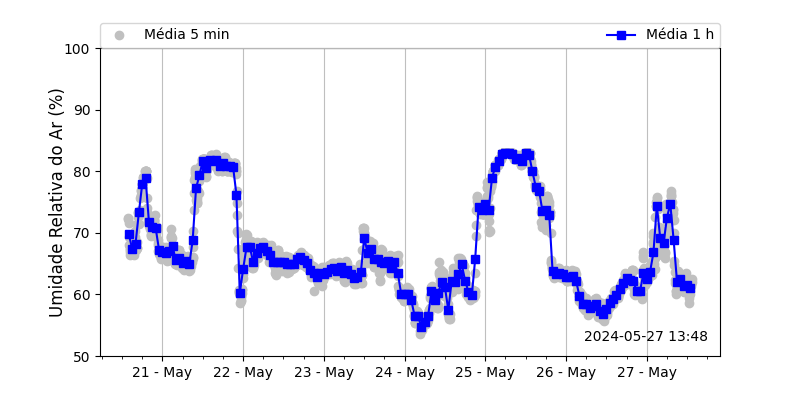 Média 5 min
Média 1 h
Umidade Relativa do Ar (%)
100
90
80
70
60
50
2024-05-27 13:48
21 - May
22 - May
23 - May
24 - May
25 - May
26 - May
27 - May